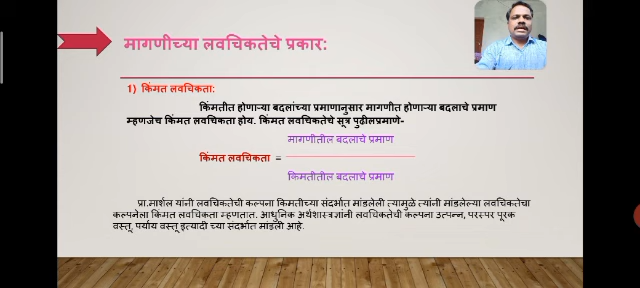 मागणीच्या लवचिकतेचे प्रकार:
1) किंमत लवचिकता:
किंमतीत होणाऱ्या बदलांच्या प्रमाणानुसार मागणीत होणाऱ्या बदलाचे प्रमाण
म्हणजेच किंमत लवचिकता होय. किंमत लवचिकतेचे सूत्र पुढीलप्रमाणे-
मागणीतील बदलाचे प्रमाण
किंमत लवचिकता =
किमतीतील बदलाचे प्रमाण
प्रा.मार्शल यांनी लवचिकतेची कल्पना किमतीच्या संदर्भात मांडलेली त्यामुळे त्यांनी मांडलेल्या लवचिकतेचा
कल्पनेला किंमत लवचिकता म्हणतात. आधुनिक अर्थशास्त्रज्ञांनी लवचिकतेची कल्पना उत्पन्न, परस्पर पूरक
वस्तू, पर्याय वस्तू इत्यादी च्या संदर्भात मांडली आहे.